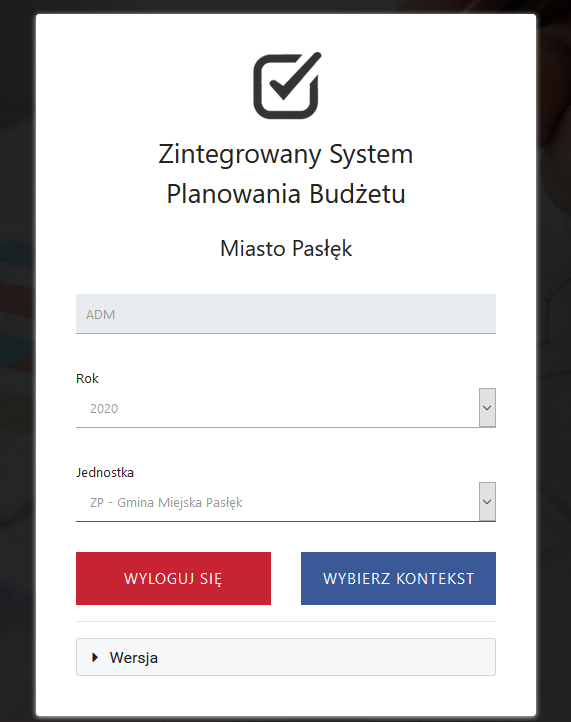 Zintegrowany System
Planowania Budżetu
Miasto Pasłęk
ADM
Rok
2020
Jednostka
ZP - Gmina Miejska Pasłęk
WYLOGUJ SIĘ
WYBIERZ KONTEKST
Wersja